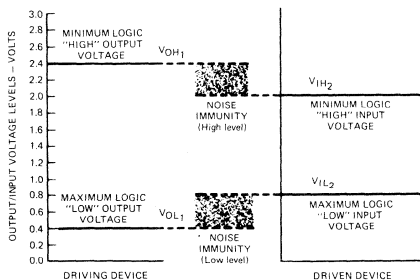 OUTPUT/INPUT VOLTAGE LEVELS – VOLTS
3.0
2.8
2.6
2.4
2.2
2.0
1.8
1.6
1.4
1.2
1.0
0.8
0.6
0.4
0.2
0.0
MINIMUM LOGIC
"HIGH" OUTPUT
VOLTAGE
VOH1
NOISE
IMMUNITY
(High level)
VIH2
MINIMUM LOGIC
"HIGH" INPUT
VOLTAGE
MAXIMUM LOGIC
"LOW" OUTPUT
VOLTAGE
VOL1
NOISE
IMMUNITY
(Low level)
VIL2
MAXIMUM LOGIC
"LOW" INPUT
VOLTAGE
DRIVING DEVICE
DRIVEN DEVICE